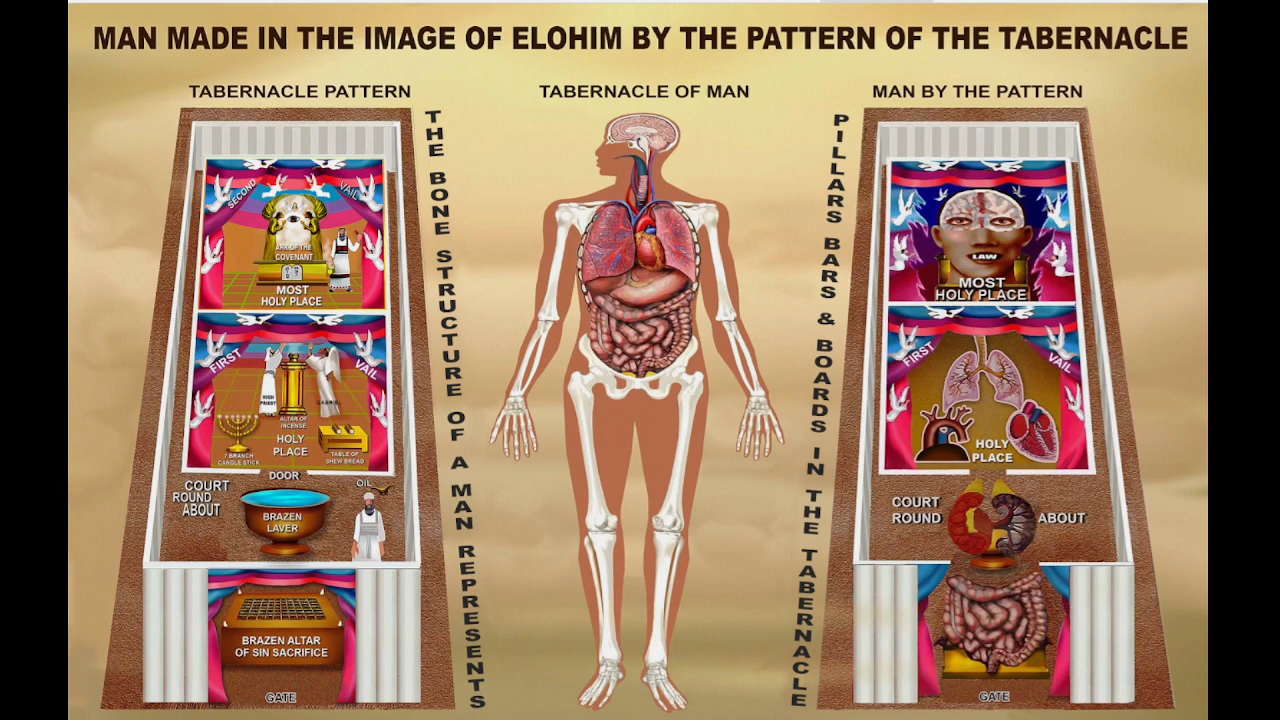 MAN MADE IN THE IMAGE OF ELOHIM BY THE PATTERN OF THE TABERNACLE
TABERNACLE PATTERN
SECOND VAIL
ARK OF THE
COVENANT
MOST
HOLY PLACE
FIRST VAIL
HIGH
PRIEST
GABRIEL
ALTAR OF
INCENSE
HOLY
PLACE
7 BRANCH
CANDLE STICK
TABLE OF
SHEW BREAD
DOOR
COURT
ROUND
ABOUT
OIL
BRAZEN
LAVER
BRAZEN ALTAR
OF SIN SACRIFICE
GATE
THE BONE STRUCTURE OF A MAN REPRESENTS
TABERNACLE OF MAN
PILLARS BARS & BOARDS IN THE TABERNACLE
MAN BY THE PATTERN
LAW
MOST
HOLY PLACE
FIRST VAIL
HOLY
PLACE
COURT
ROUND ABOUT
GATE